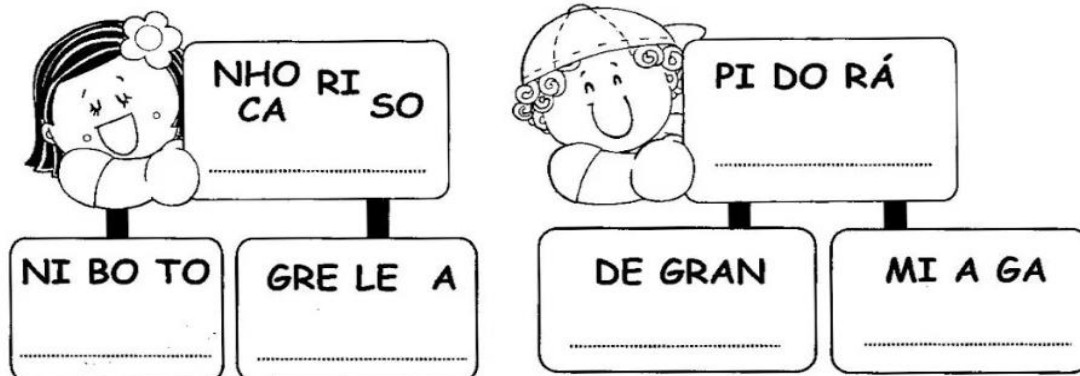 NHO RI
CA SO
PI DO RÁ
NI BO TO
GRE LE A
DE GRAN
MI A GA